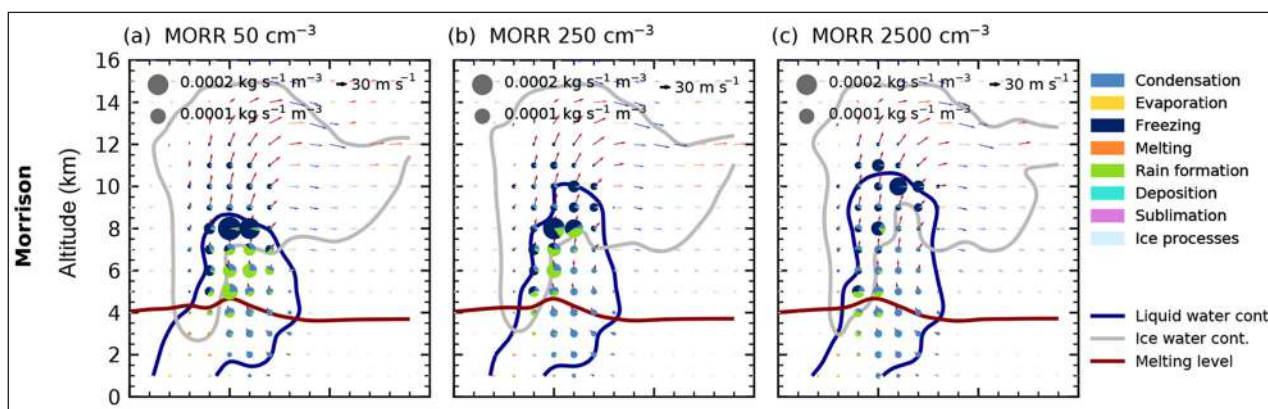 (a) MORR 50 cm⁻³
(b) MORR 250 cm⁻³
(c) MORR 2500 cm⁻³
Morrison
Altitude (km)
16
14
12
10
8
6
4
2
0
0.0002 kg s⁻¹ m⁻³
30 m s⁻¹
0.0001 kg s⁻¹ m⁻³
0.0002 kg s⁻¹ m⁻³
30 m s⁻¹
0.0001 kg s⁻¹ m⁻³
0.0002 kg s⁻¹ m⁻³
30 m s⁻¹
0.0001 kg s⁻¹ m⁻³
Condensation
Evaporation
Freezing
Melting
Rain formation
Deposition
Sublimation
Ice processes
Liquid water cont
Ice water cont.
Melting level